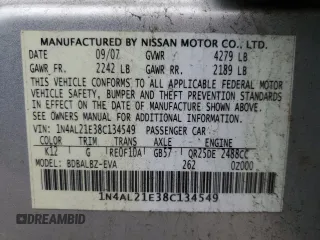 MANUFACTURED BY NISSAN MOTOR CO., LTD.
DATE 09/07 GVWR 4279 LB
GAWR FR. 2242 LB GAWR RR. 2189 LB
THIS VEHICLE CONFORMS TO ALL APPLICABLE FEDERAL MOTOR
VEHICLE SAFETY, BUMPER, AND THEFT PREVENTION STANDARDS
IN EFFECT ON THE DATE OF MANUFACTURE SHOWN ABOVE.
SEE OWNERS MANUAL FOR ADDITIONAL INFORMATION.
VIN: 1N4AL21E38C134549 PASSENGER CAR
COLOR TRIM TRANS AXLE ENGINE
K12 G RE0F10A GB57 QR25DE 2488CC
MODEL: BDBALBZ-EVA 262 0Z000
1N4AL21E38C134549
DREAMBID.COM